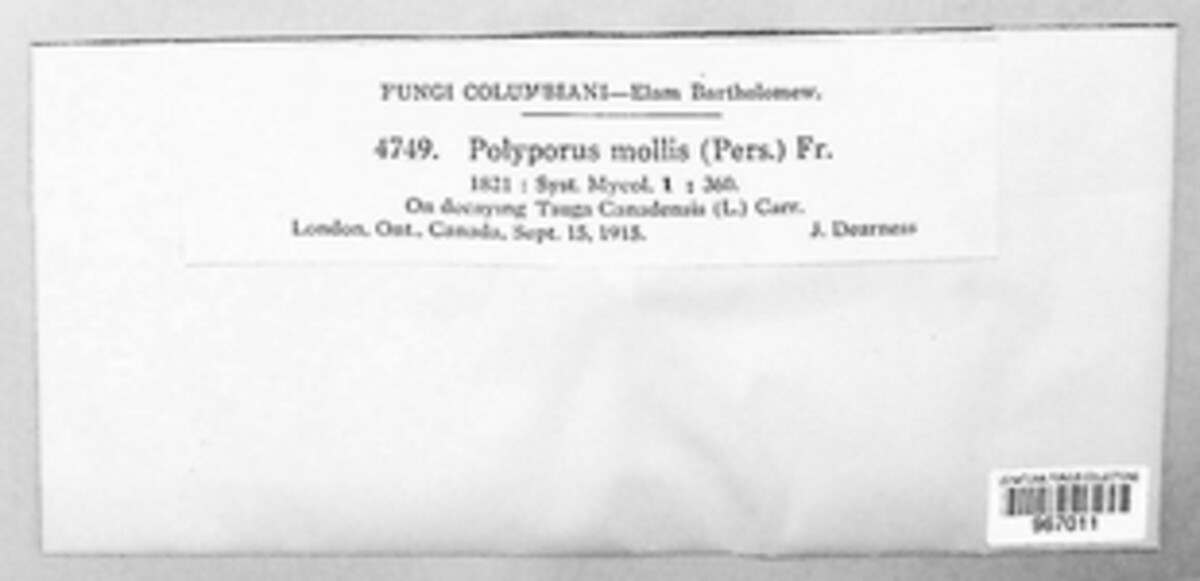 FUNGI COLUMBIANI—Elam Bartholomew.
4749. Polyporus mollis (Pers.) Fr.
1821 : Syst. Mycol. 1 : 360.
On decaying Tsuga Canadensis (L.) Carr.
London, Ont., Canada, Sept. 15, 1915. J. Dearness
967011